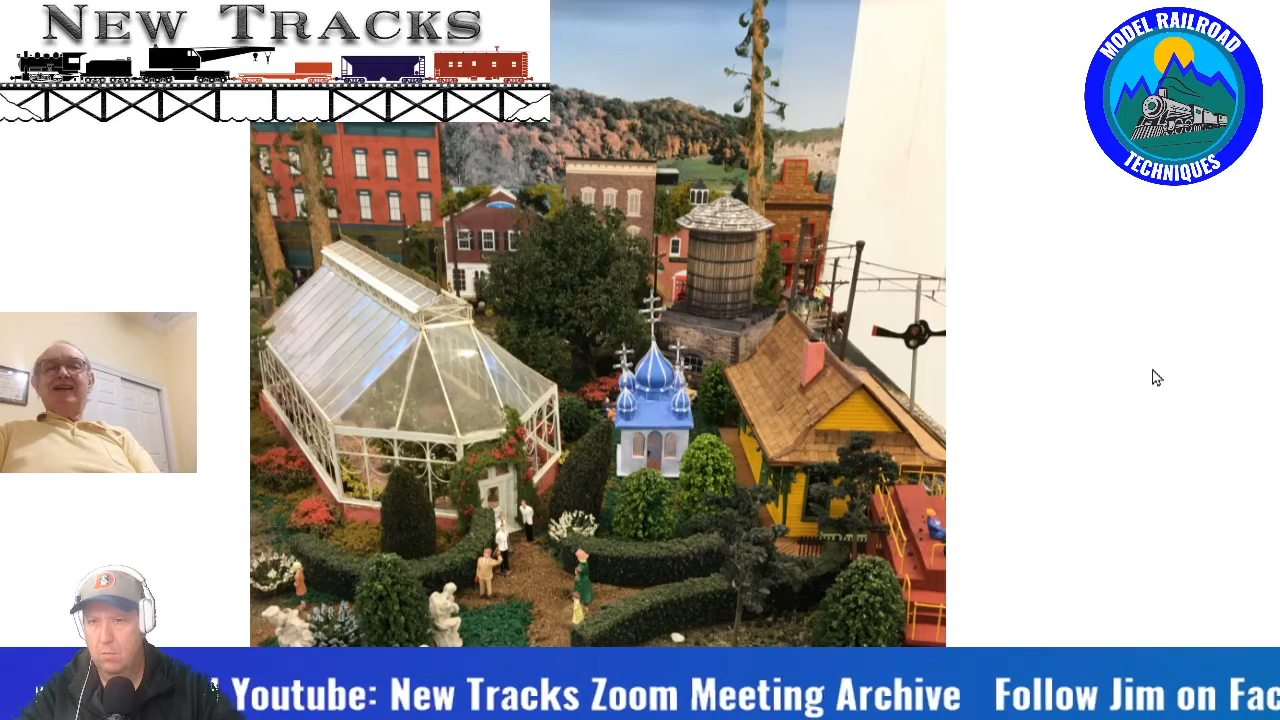 New Tracks
MODEL RAILROAD
TECHNIQUES
Youtube: New Tracks Zoom Meeting Archive Follow Jim on Fac